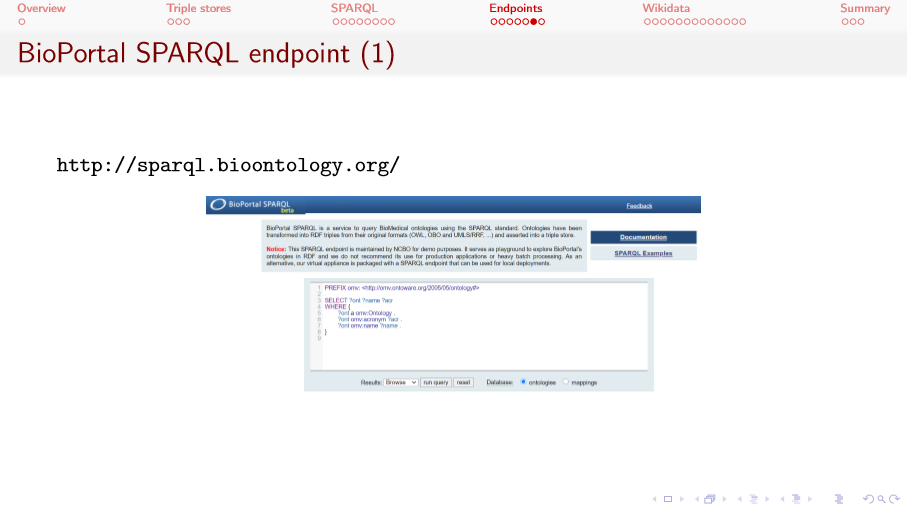 Overview Triple stores SPARQL Endpoints Wikidata Summary
BioPortal SPARQL endpoint (1)
http://sparql.bioontology.org/
BioPortal SPARQL
beta
Feedback
BioPortal SPARQL is a service to query BioMedical ontologies using the SPARQL standard. Ontologies have been
transformed into RDF triples from their original formats (OWL, OBO and UMLS/RRF, ...) and asserted into a triple store.
Notice: This SPARQL endpoint is maintained by NCBO for demo purposes. It serves as playground to explore BioPortal's
ontologies in RDF and we do not recommend its use for production applications or heavy batch processing. As an
alternative, our virtual appliance is packaged with a SPARQL endpoint that can be used for local deployments.
Documentation
SPARQL Examples
1 PREFIX omv: <http://omv.ontoware.org/2005/05/ontology#>
2
3 SELECT ?ont ?name ?acr
4 WHERE {
5 ?ont a omv:Ontology .
6 ?ont omv:acronym ?acr .
7 ?ont omv:name ?name .
8 }
9
Results: Browse run query reset Database: ontologies mappings